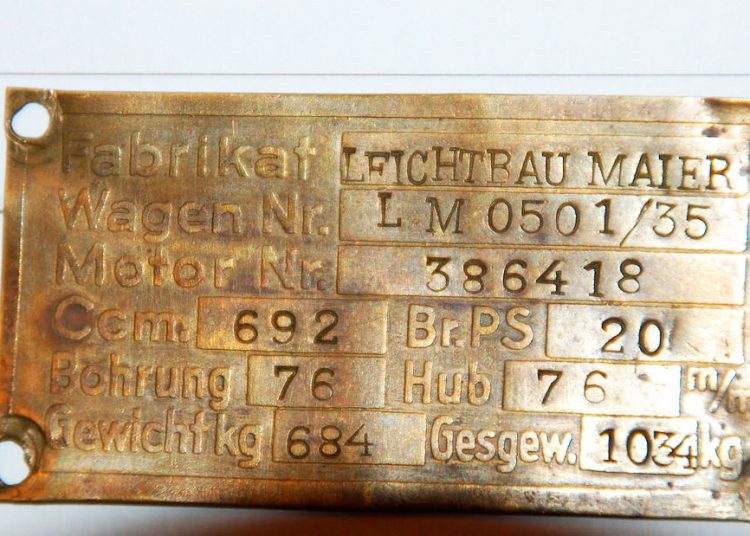 Fabrikat LEICHTBAU MAIER
Wagen Nr. L M 0501/35
Motor Nr. 386418
Ccm. 692 Br.PS 20
Bohrung 76 Hub 76 m/m
Gewicht kg 684 Gesgew. 1034 kg